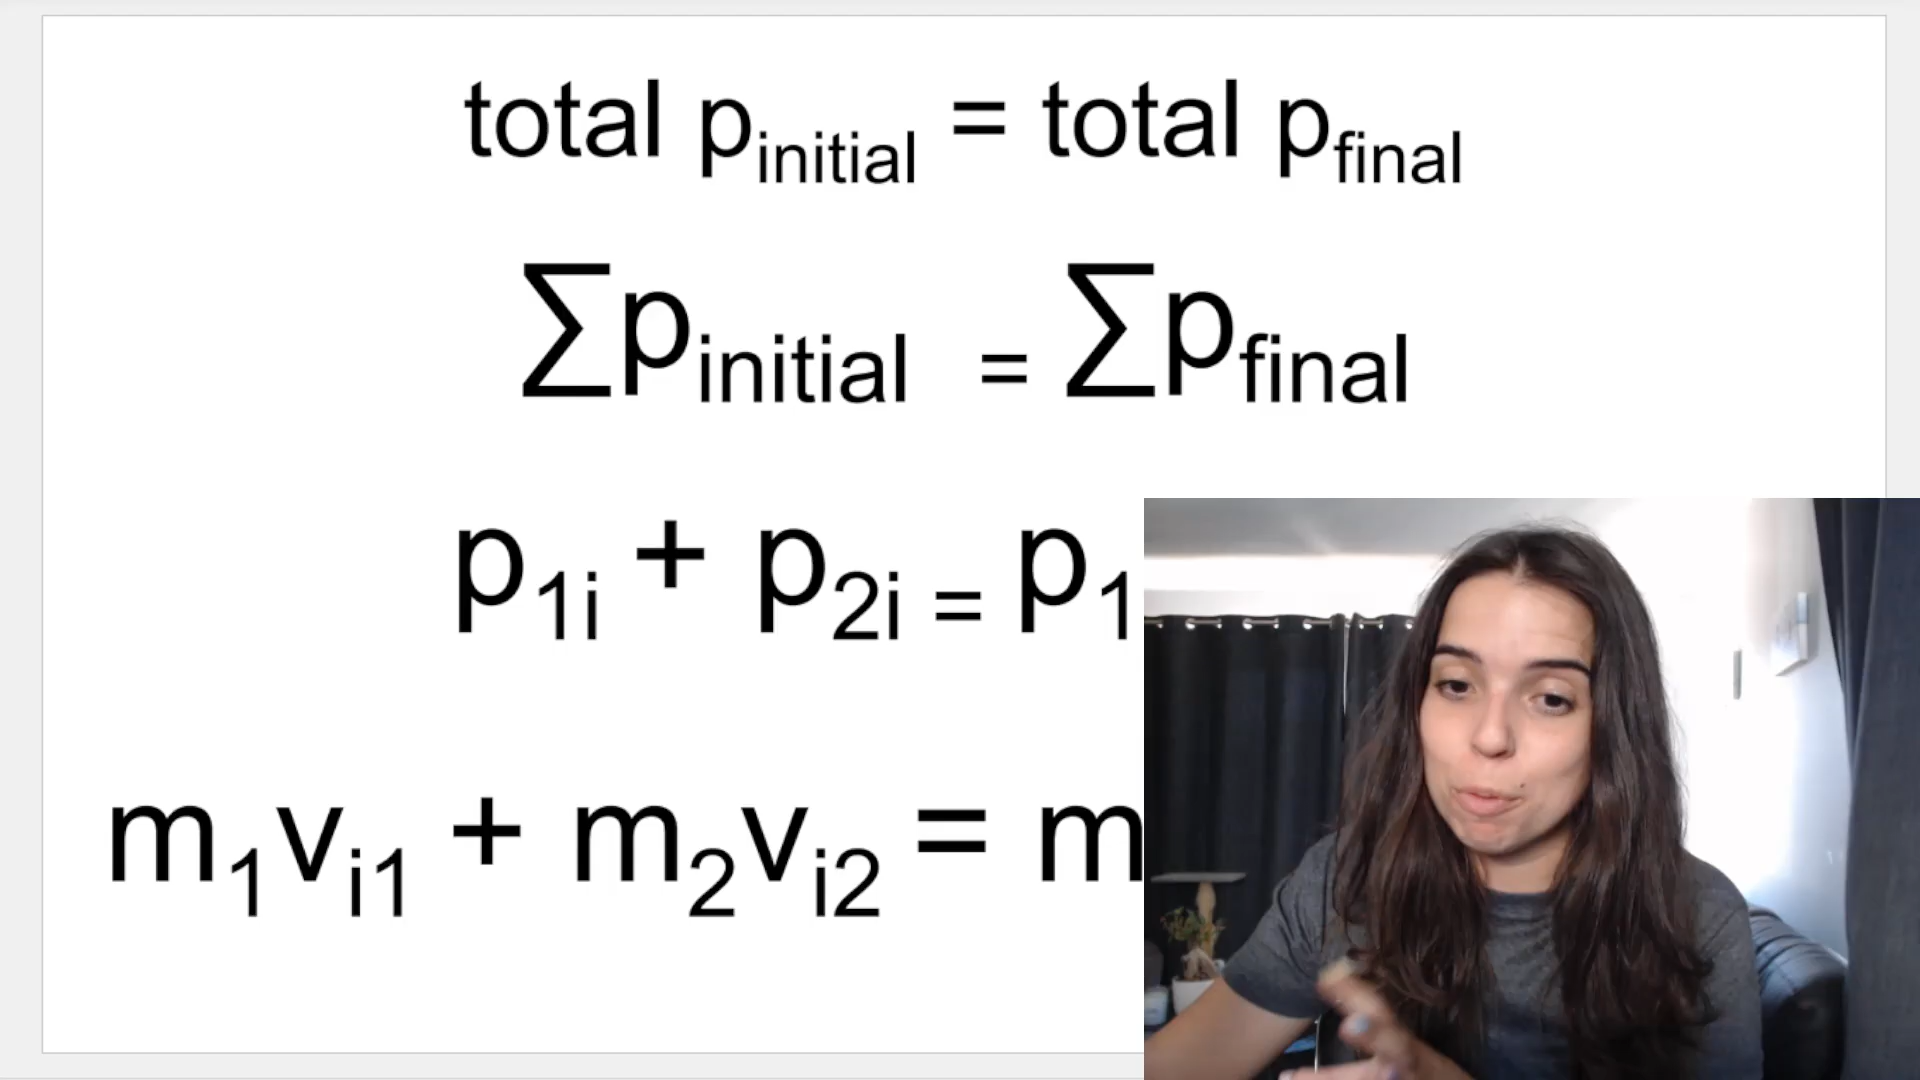 total p_initial = total p_final
∑p_initial = ∑p_final
p_1i + p_2i = p_1
m_1v_i1 + m_2v_i2 = m